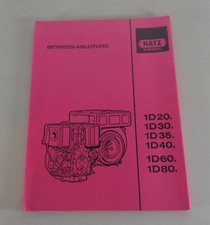 BETRIEBS-ANLEITUNG
HATZ
1D20.
1D30.
1D35.
1D40.
1D60.
1D80.